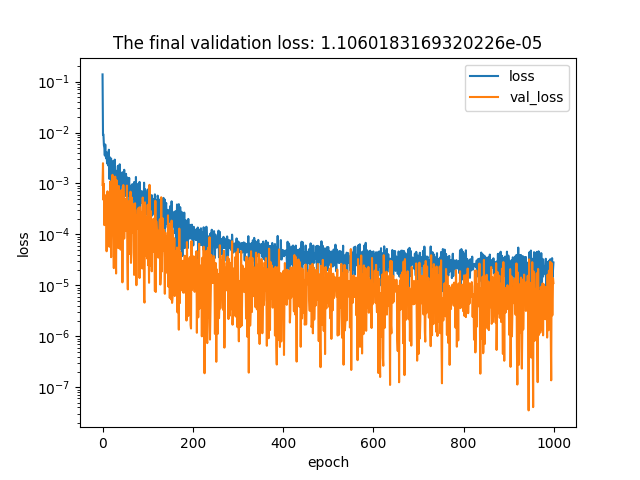 The final validation loss: 1.1060183169320226e-05
loss
val_loss
10⁻¹
10⁻²
10⁻³
10⁻⁴
10⁻⁵
10⁻⁶
10⁻⁷
loss
0 200 400 600 800 1000
epoch